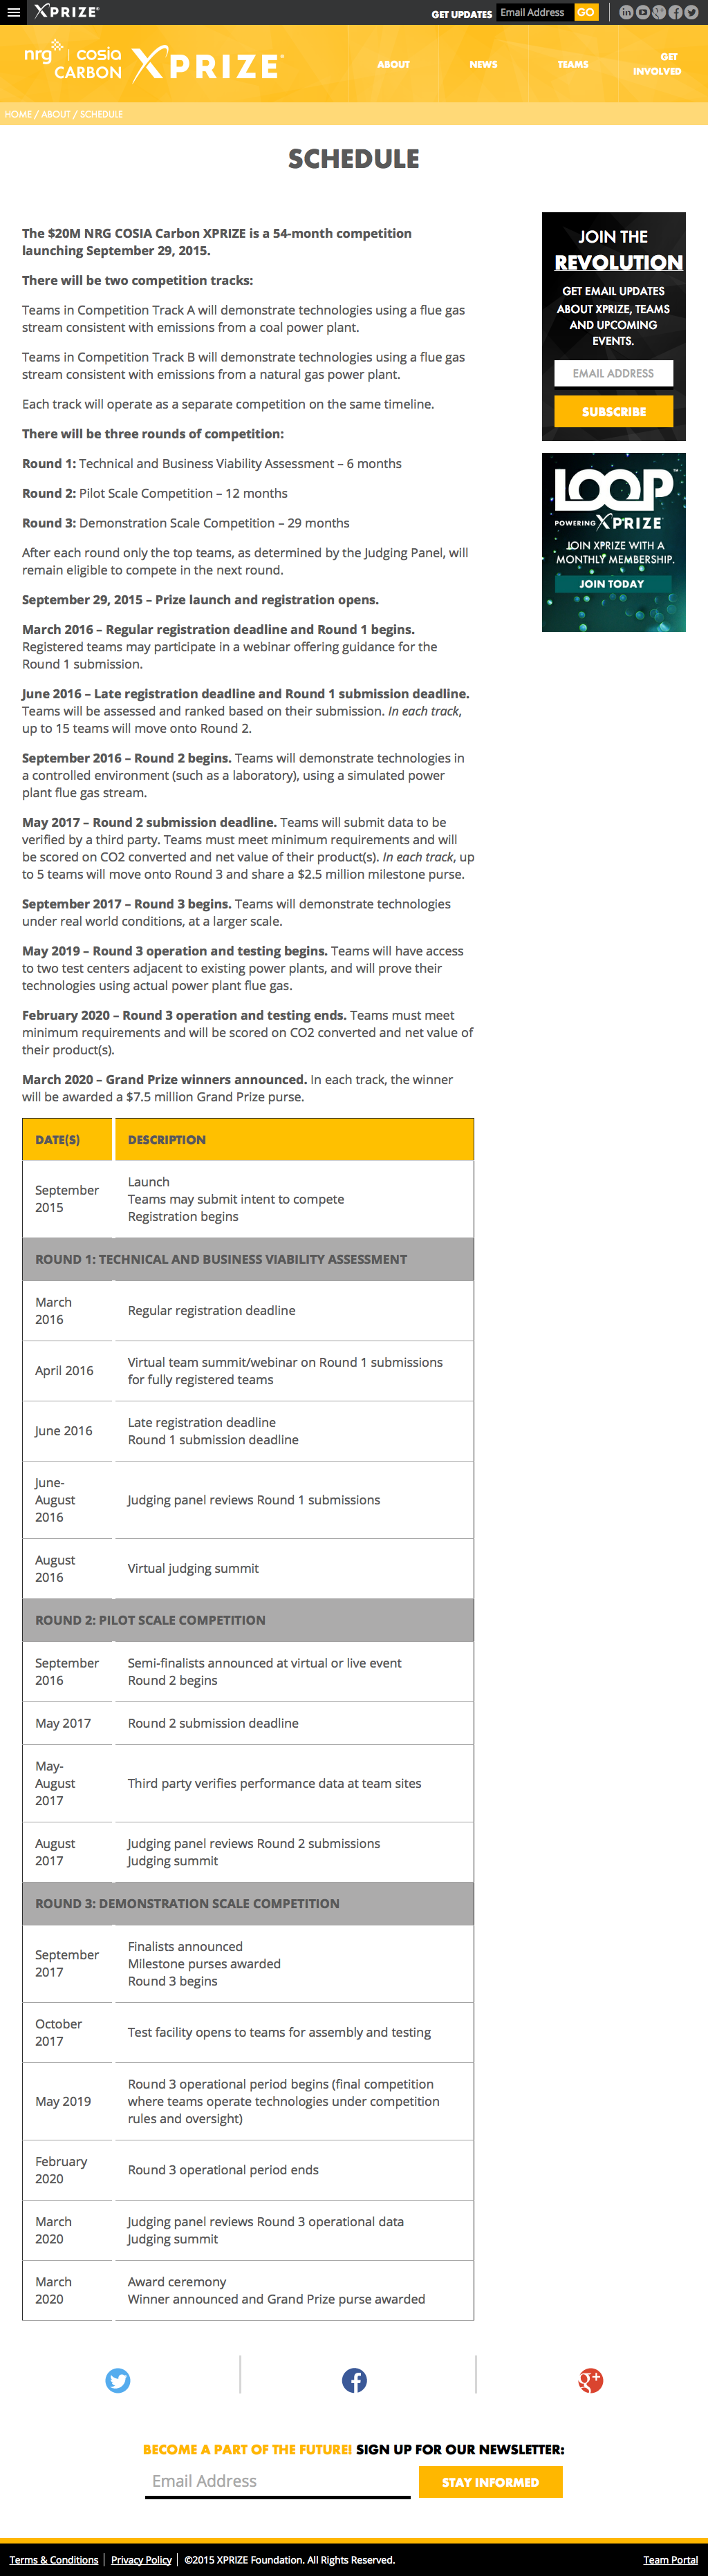 XPRIZE
GET UPDATES Email Address GO
nrg | cosia
CARBON XPRIZE
ABOUT
NEWS
TEAMS
GET
INVOLVED
HOME / ABOUT / SCHEDULE
SCHEDULE
The $20M NRG COSIA Carbon XPRIZE is a 54-month competition
launching September 29, 2015.
There will be two competition tracks:
Teams in Competition Track A will demonstrate technologies using a flue gas
stream consistent with emissions from a coal power plant.
Teams in Competition Track B will demonstrate technologies using a flue gas
stream consistent with emissions from a natural gas power plant.
Each track will operate as a separate competition on the same timeline.
There will be three rounds of competition:
Round 1: Technical and Business Viability Assessment – 6 months
Round 2: Pilot Scale Competition – 12 months
Round 3: Demonstration Scale Competition – 29 months
After each round only the top teams, as determined by the Judging Panel, will
remain eligible to compete in the next round.
September 29, 2015 – Prize launch and registration opens.
March 2016 – Regular registration deadline and Round 1 begins.
Registered teams may participate in a webinar offering guidance for the
Round 1 submission.
June 2016 – Late registration deadline and Round 1 submission deadline.
Teams will be assessed and ranked based on their submission. In each track,
up to 15 teams will move onto Round 2.
September 2016 – Round 2 begins. Teams will demonstrate technologies in
a controlled environment (such as a laboratory), using a simulated power
plant flue gas stream.
May 2017 – Round 2 submission deadline. Teams will submit data to be
verified by a third party. Teams must meet minimum requirements and will
be scored on CO2 converted and net value of their product(s). In each track, up
to 5 teams will move onto Round 3 and share a $2.5 million milestone purse.
September 2017 – Round 3 begins. Teams will demonstrate technologies
under real world conditions, at a larger scale.
May 2019 – Round 3 operation and testing begins. Teams will have access
to two test centers adjacent to existing power plants, and will prove their
technologies using actual power plant flue gas.
February 2020 – Round 3 operation and testing ends. Teams must meet
minimum requirements and will be scored on CO2 converted and net value of
their product(s).
March 2020 – Grand Prize winners announced. In each track, the winner
will be awarded a $7.5 million Grand Prize purse.
JOIN THE
REVOLUTION
GET EMAIL UPDATES
ABOUT XPRIZE, TEAMS
AND UPCOMING
EVENTS.
EMAIL ADDRESS
SUBSCRIBE
LOOP
POWERING XPRIZE
JOIN XPRIZE WITH A
MONTHLY MEMBERSHIP.
JOIN TODAY
DATE(S) DESCRIPTION
September
2015
Launch
Teams may submit intent to compete
Registration begins
ROUND 1: TECHNICAL AND BUSINESS VIABILITY ASSESSMENT
March
2016
Regular registration deadline
April 2016
Virtual team summit/webinar on Round 1 submissions
for fully registered teams
June 2016
Late registration deadline
Round 1 submission deadline
June-
August
2016
Judging panel reviews Round 1 submissions
August
2016
Virtual judging summit
ROUND 2: PILOT SCALE COMPETITION
September
2016
Semi-finalists announced at virtual or live event
Round 2 begins
May 2017
Round 2 submission deadline
May-
August
2017
Third party verifies performance data at team sites
August
2017
Judging panel reviews Round 2 submissions
Judging summit
ROUND 3: DEMONSTRATION SCALE COMPETITION
September
2017
Finalists announced
Milestone purses awarded
Round 3 begins
October
2017
Test facility opens to teams for assembly and testing
May 2019
Round 3 operational period begins (final competition
where teams operate technologies under competition
rules and oversight)
February
2020
Round 3 operational period ends
March
2020
Judging panel reviews Round 3 operational data
Judging summit
March
2020
Award ceremony
Winner announced and Grand Prize purse awarded
BECOME A PART OF THE FUTURE! SIGN UP FOR OUR NEWSLETTER:
Email Address
STAY INFORMED
Terms & Conditions | Privacy Policy | ©2015 XPRIZE Foundation. All Rights Reserved.
Team Portal